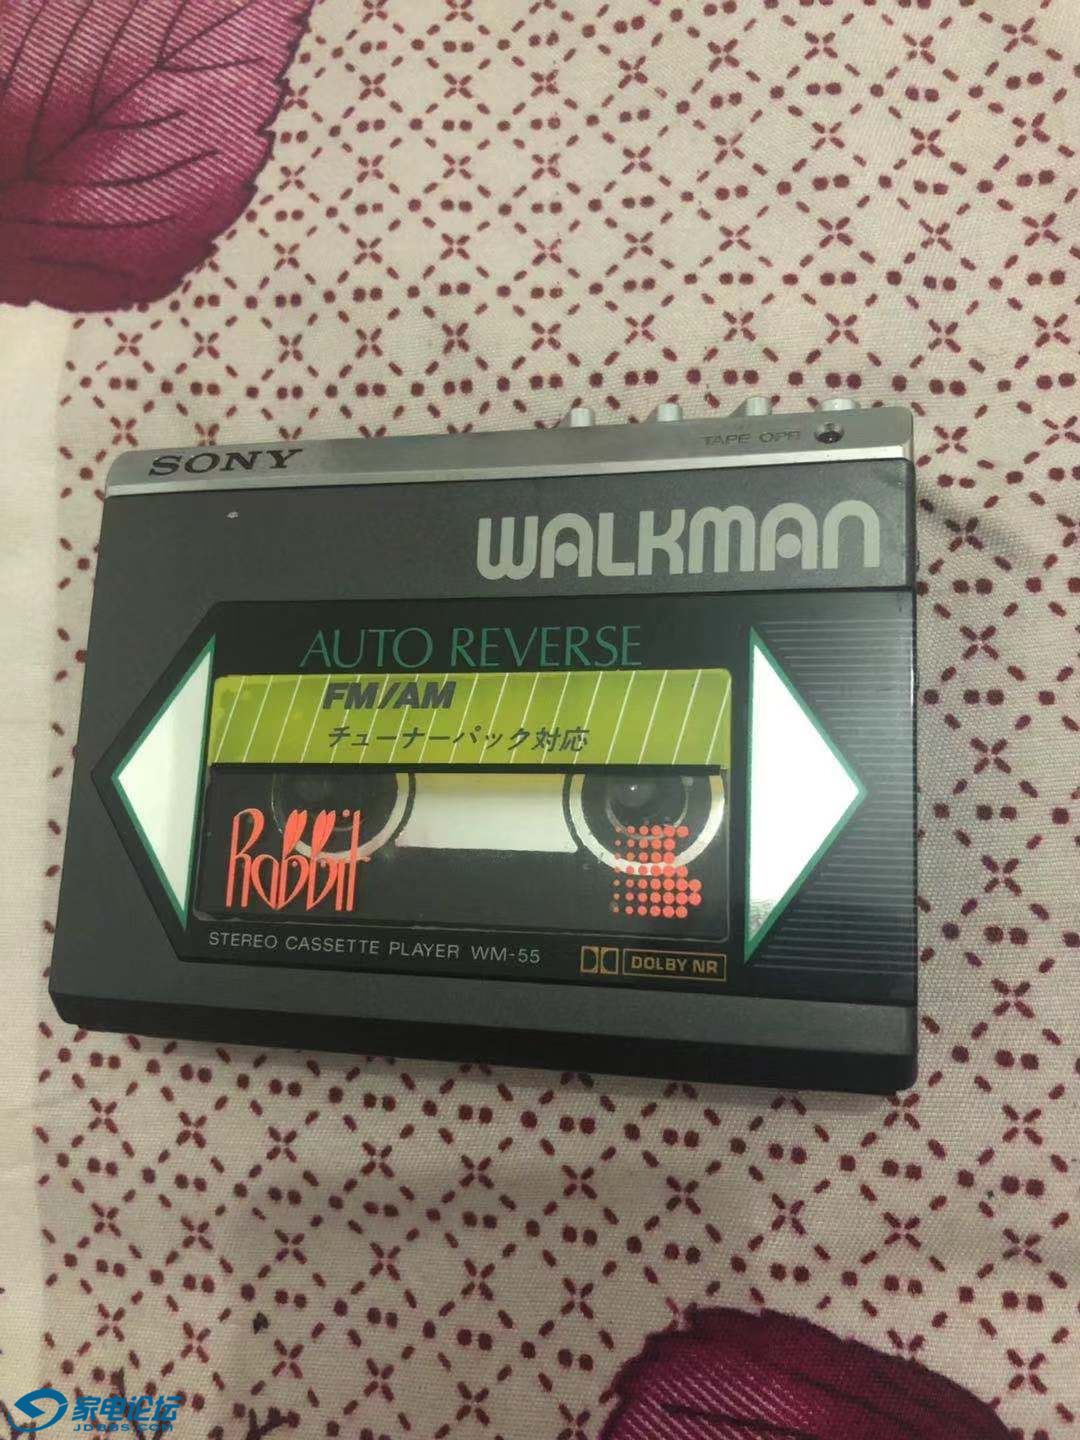 SONY
TAPE OPR
WALKMAN
AUTO REVERSE
FM/AM
チューナーパック対応
Rabbit
STEREO CASSETTE PLAYER WM-55
DOLBY NR
家电论坛
JDBBS.COM